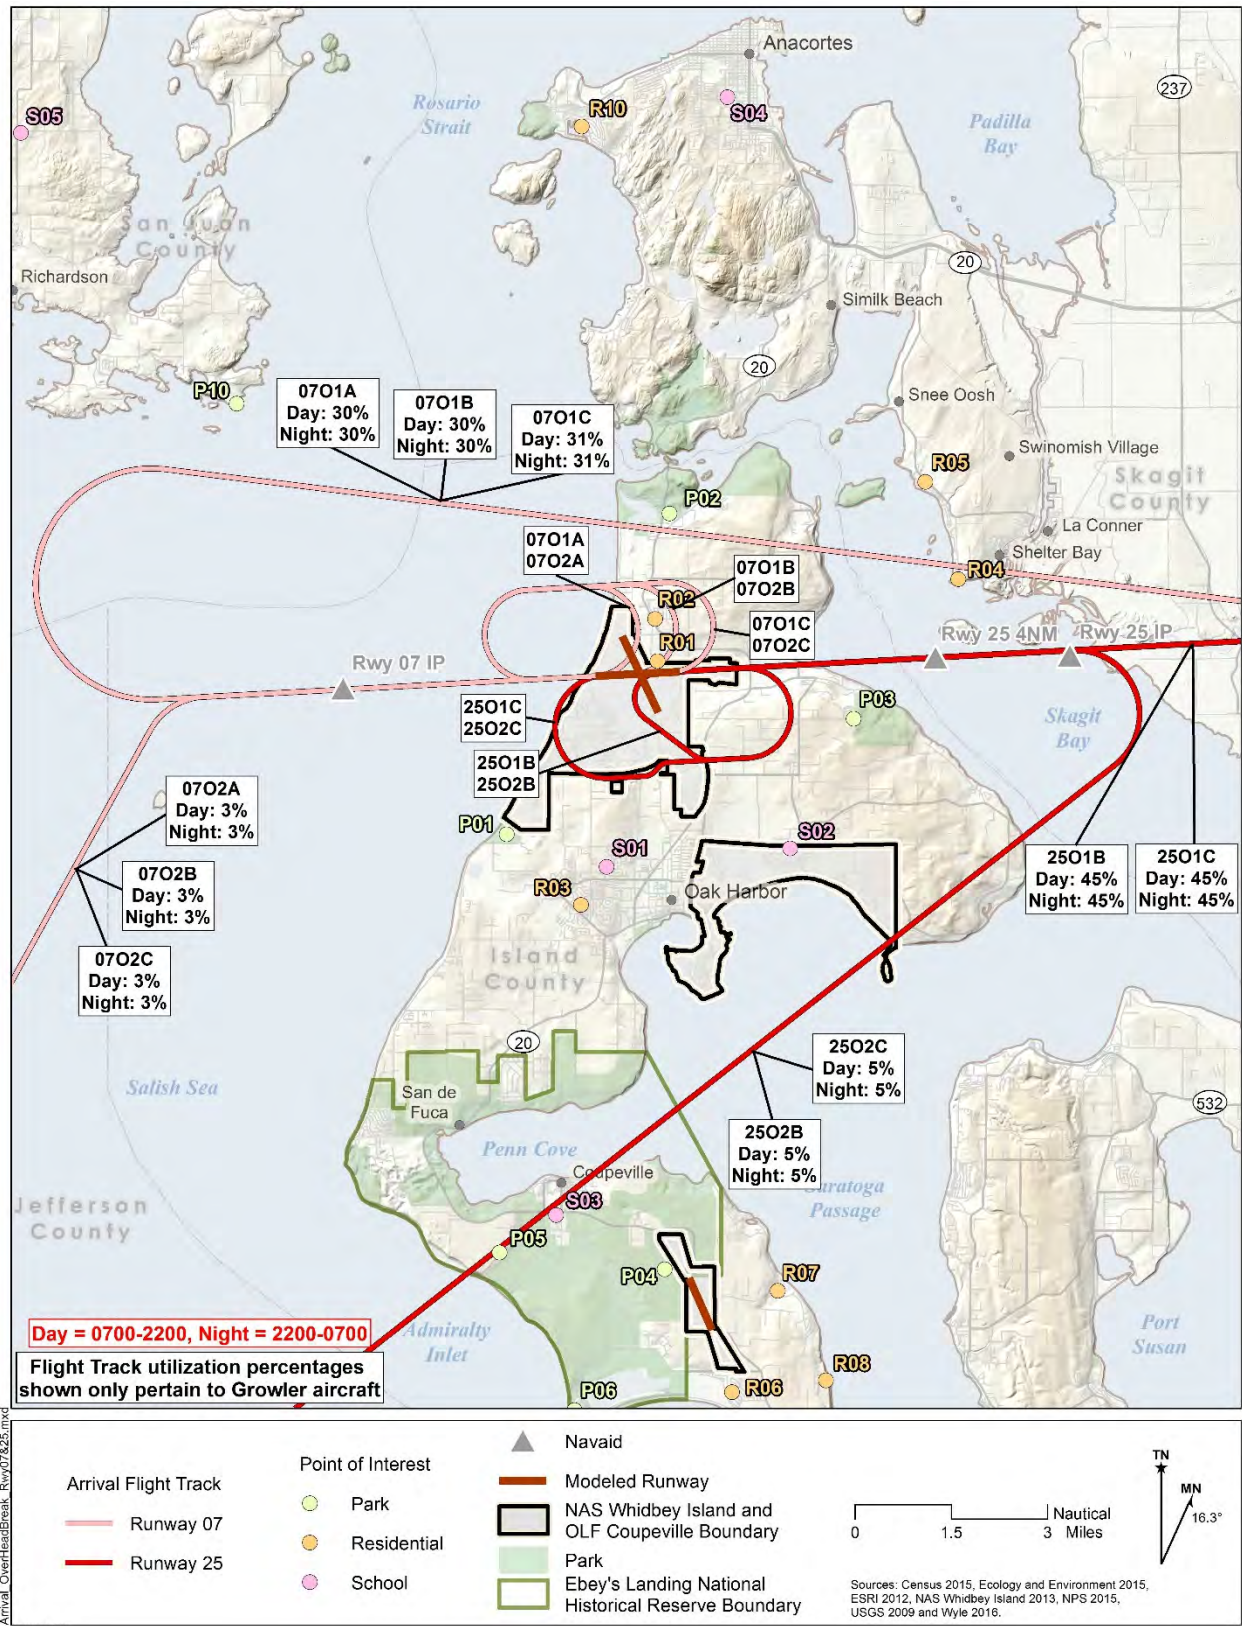 Anacortes
237
S05
Rosario
Strait
R10
S04
Padilla
Bay
San Juan
County
Richardson
20
Similk Beach
20
P10
07O1A
Day: 30%
Night: 30%
07O1B
Day: 30%
Night: 30%
07O1C
Day: 31%
Night: 31%
Snee Oosh
Swinomish Village
R05
Skagit
County
P02
La Conner
Shelter Bay
R04
07O1A
07O2A
07O1B
07O2B
R02
07O1C
07O2C
R01
Rwy 25 4NM
Rwy 25 IP
Rwy 07 IP
25O1C
25O2C
P03
Skagit
Bay
25O1B
25O2B
07O2A
Day: 3%
Night: 3%
P01
S02
S01
07O2B
Day: 3%
Night: 3%
R03
Oak Harbor
25O1B
Day: 45%
Night: 45%
25O1C
Day: 45%
Night: 45%
07O2C
Day: 3%
Night: 3%
Island
County
20
25O2C
Day: 5%
Night: 5%
Salish Sea
San de
Fuca
532
25O2B
Day: 5%
Night: 5%
Penn Cove
Coupeville
Saratoga
Passage
Jefferson
County
S03
P05
P04
R07
Day = 0700-2200, Night = 2200-0700
Admiralty
Inlet
Port
Susan
Flight Track utilization percentages
shown only pertain to Growler aircraft
R08
R06
P06
Arrival_OverHeadBreak_Rwy07&25.mxd
Arrival Flight Track
Runway 07
Runway 25
Point of Interest
Park
Residential
School
Navaid
Modeled Runway
NAS Whidbey Island and
OLF Coupeville Boundary
Park
Ebey's Landing National
Historical Reserve Boundary
0 1.5 3 Nautical
Miles
TN
MN
16.3°
Sources: Census 2015, Ecology and Environment 2015,
ESRI 2012, NAS Whidbey Island 2013, NPS 2015,
USGS 2009 and Wyle 2016.